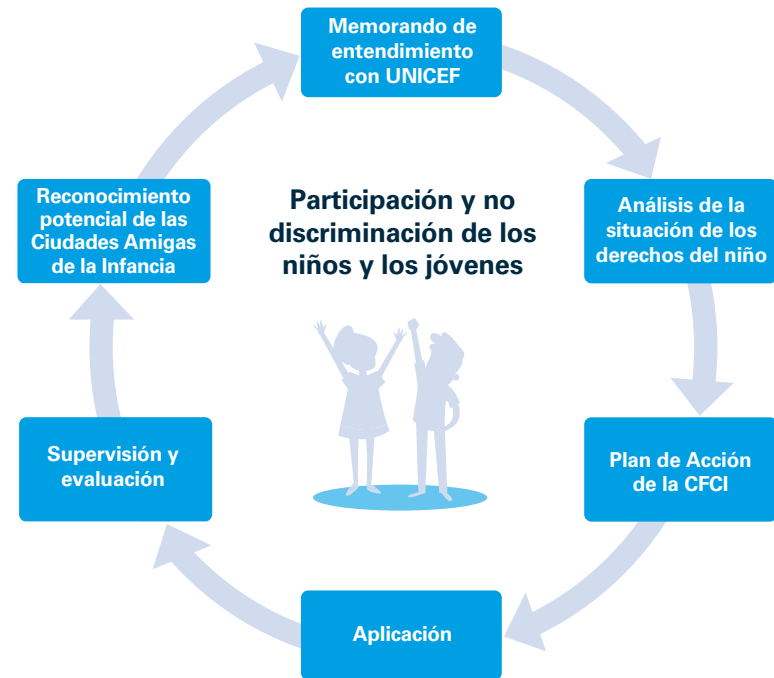 Memorando de
entendimiento
con UNICEF
Reconocimiento
potencial de las
Ciudades Amigas
de la Infancia
Participación y no
discriminación de los
niños y los jóvenes
Análisis de la
situación de los
derechos del niño
Supervisión y
evaluación
Plan de Acción
de la CFCI
Aplicación